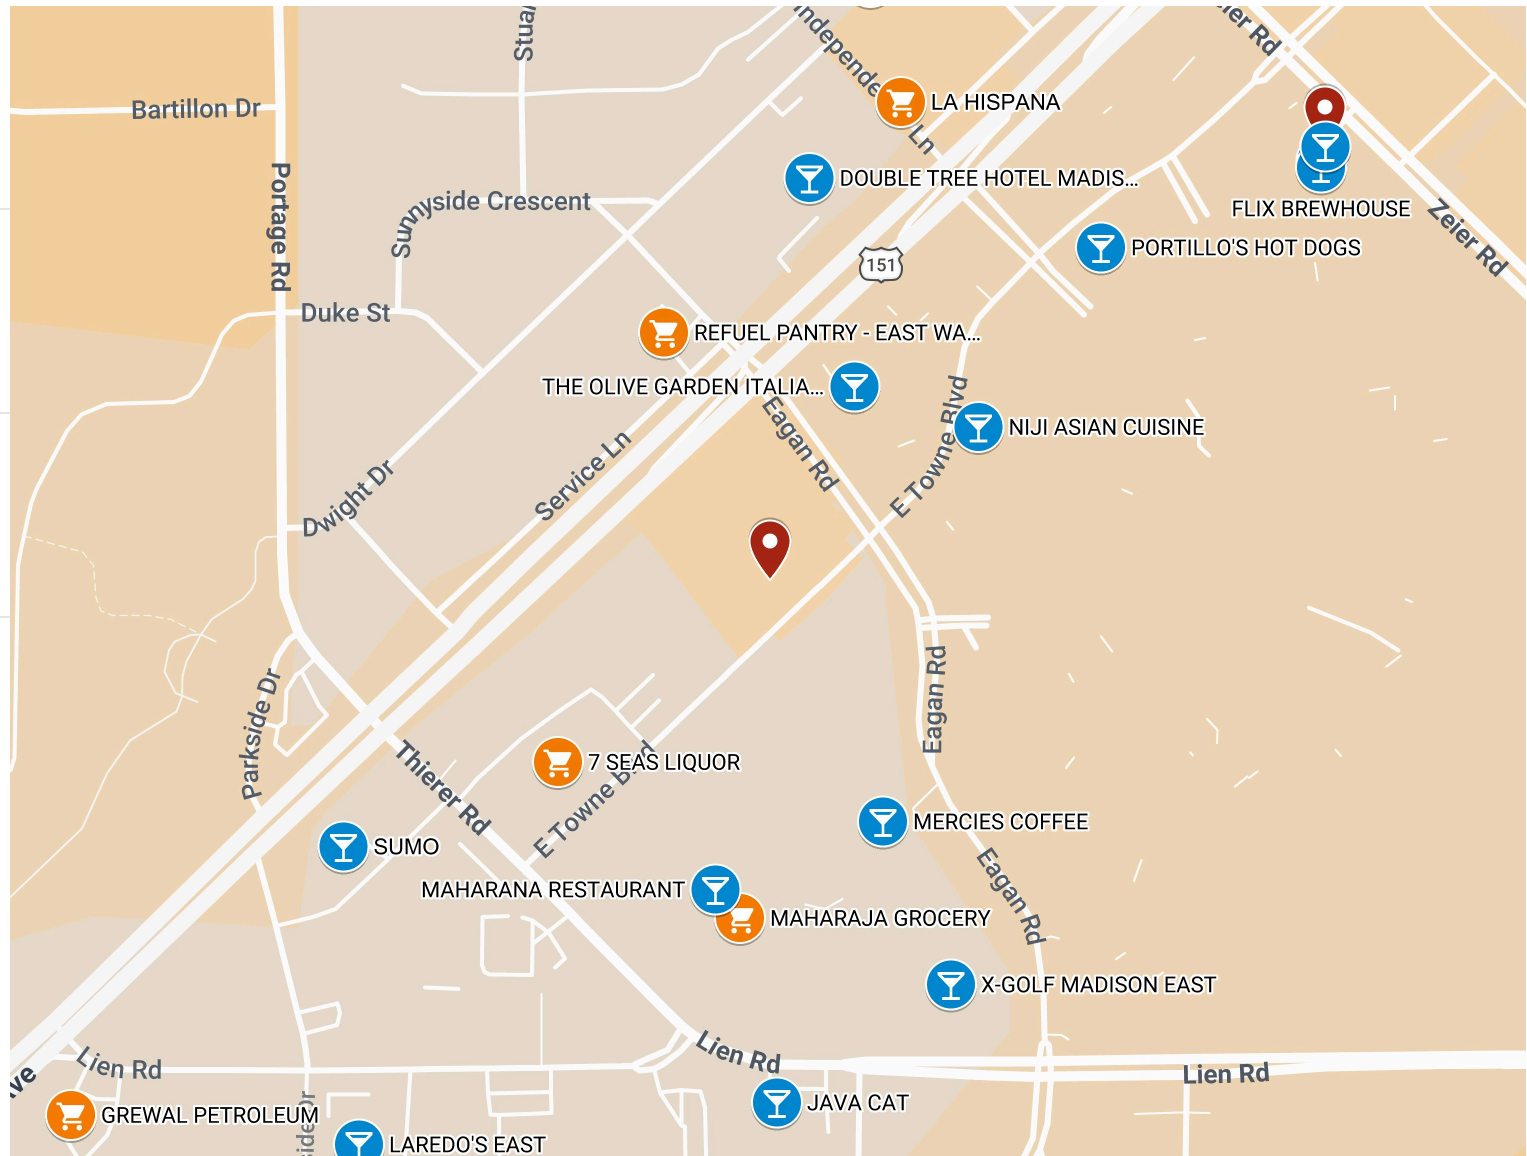 Zeier Rd
Bartillon Dr
LA HISPANA
Ln
Portage Rd
DOUBLE TREE HOTEL MADIS...
Sunnyside Crescent
FLIX BREWHOUSE
Zeier Rd
PORTILLO'S HOT DOGS
151
Duke St
REFUEL PANTRY - EAST WA...
THE OLIVE GARDEN ITALIA...
Eagan Rd
E Towne Blvd
NIJI ASIAN CUISINE
Service Ln
Dwight Dr
Parkside Dr
Eagan Rd
Thierer Rd
7 SEAS LIQUOR
E Towne Blvd
MERCIES COFFEE
SUMO
MAHARANA RESTAURANT
MAHARAJA GROCERY
Eagan Rd
X-GOLF MADISON EAST
Lien Rd
Lien Rd
Lien Rd
GREWAL PETROLEUM
JAVA CAT
LAREDO'S EAST